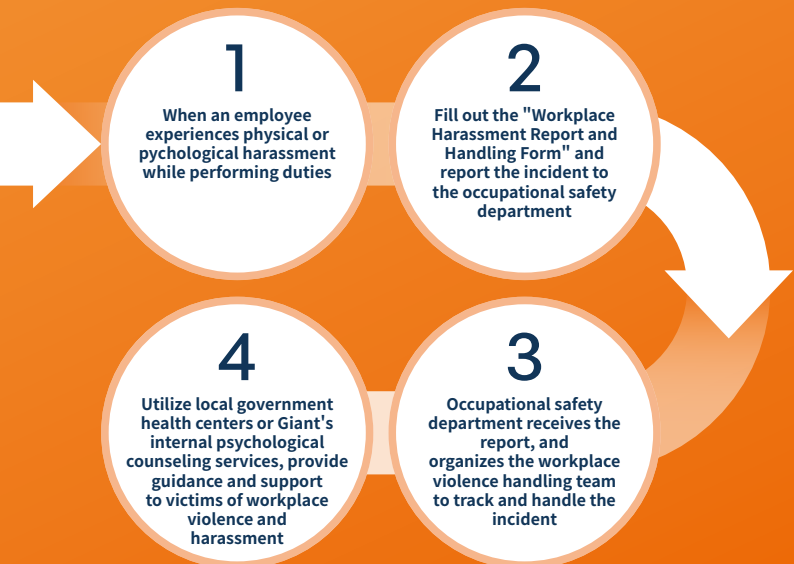 1
When an employee
experiences physical or
pychological harassment
while performing duties
2
Fill out the "Workplace
Harassment Report and
Handling Form" and
report the incident to
the occupational safety
department
3
Occupational safety
department receives the
report, and
organizes the workplace
violence handling team
to track and handle the
incident
4
Utilize local government
health centers or Giant's
internal psychological
counseling services, provide
guidance and support
to victims of workplace
violence and
harassment